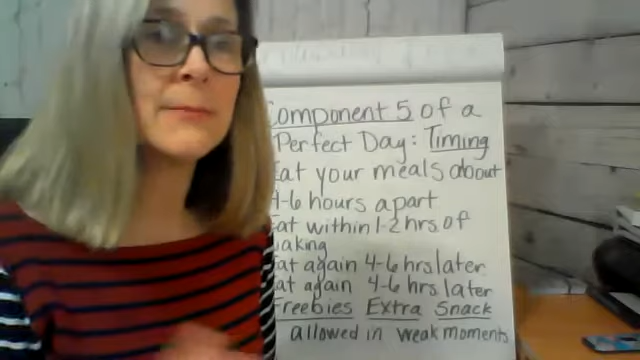 Component 5 of a
Perfect Day: Timing
Eat your meals about
4-6 hours apart
Eat within 1-2 hrs of
waking
Eat again 4-6 hrs later
Eat again 4-6 hrs later
Freebies Extra Snack
allowed in weak moments